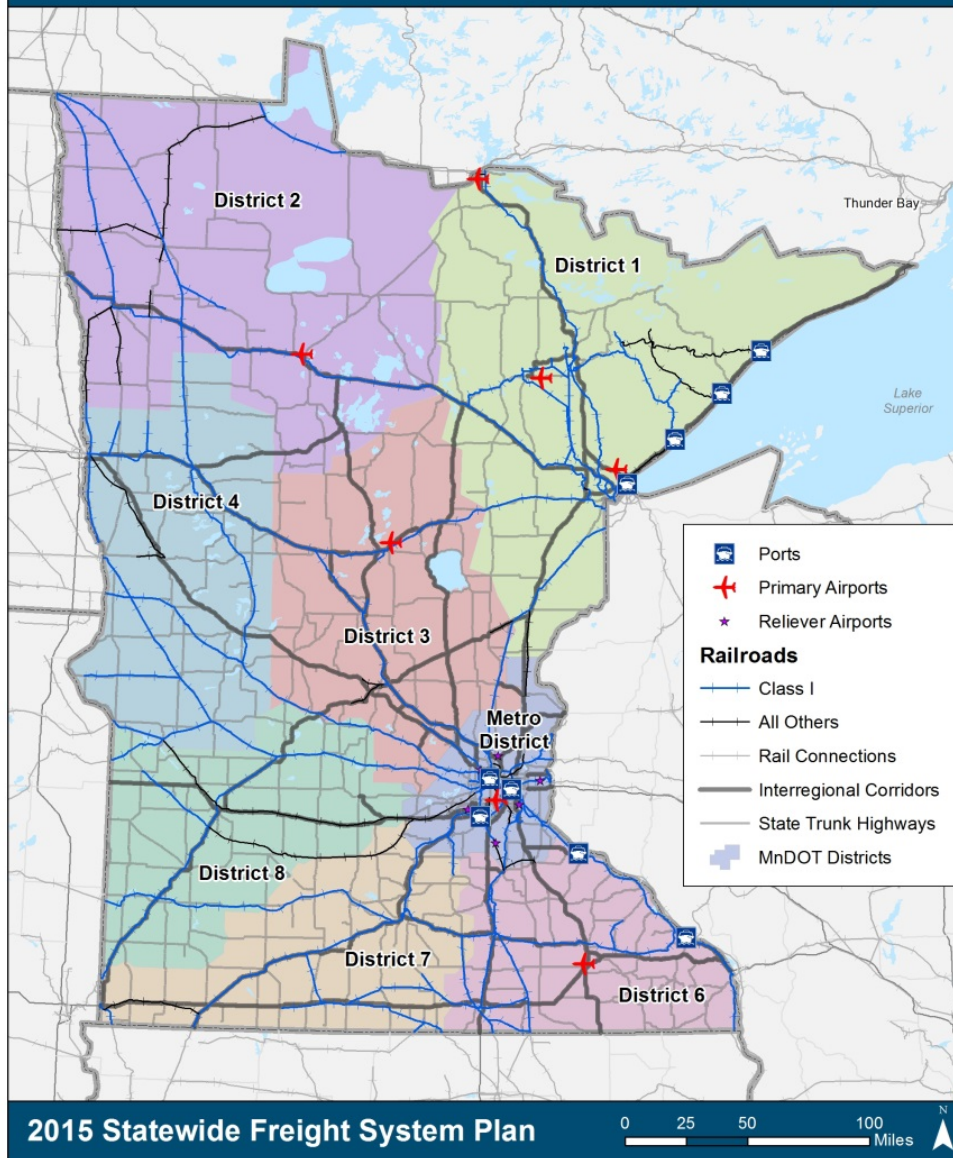 District 2
Thunder Bay
District 1
Lake
Superior
District 4
Ports
Primary Airports
Reliever Airports
Railroads
Class I
All Others
Rail Connections
Interregional Corridors
State Trunk Highways
MnDOT Districts
District 3
Metro
District
District 8
District 7
District 6
2015 Statewide Freight System Plan
0 25 50 100
Miles
N